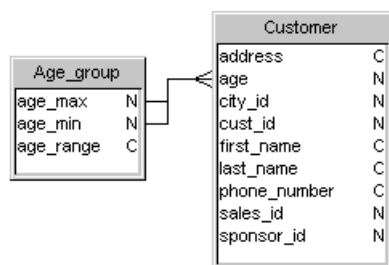 Age_group
age_max N
age_min N
age_range C
Customer
address C
age N
city_id N
cust_id N
first_name C
last_name C
phone_number C
sales_id N
sponsor_id N